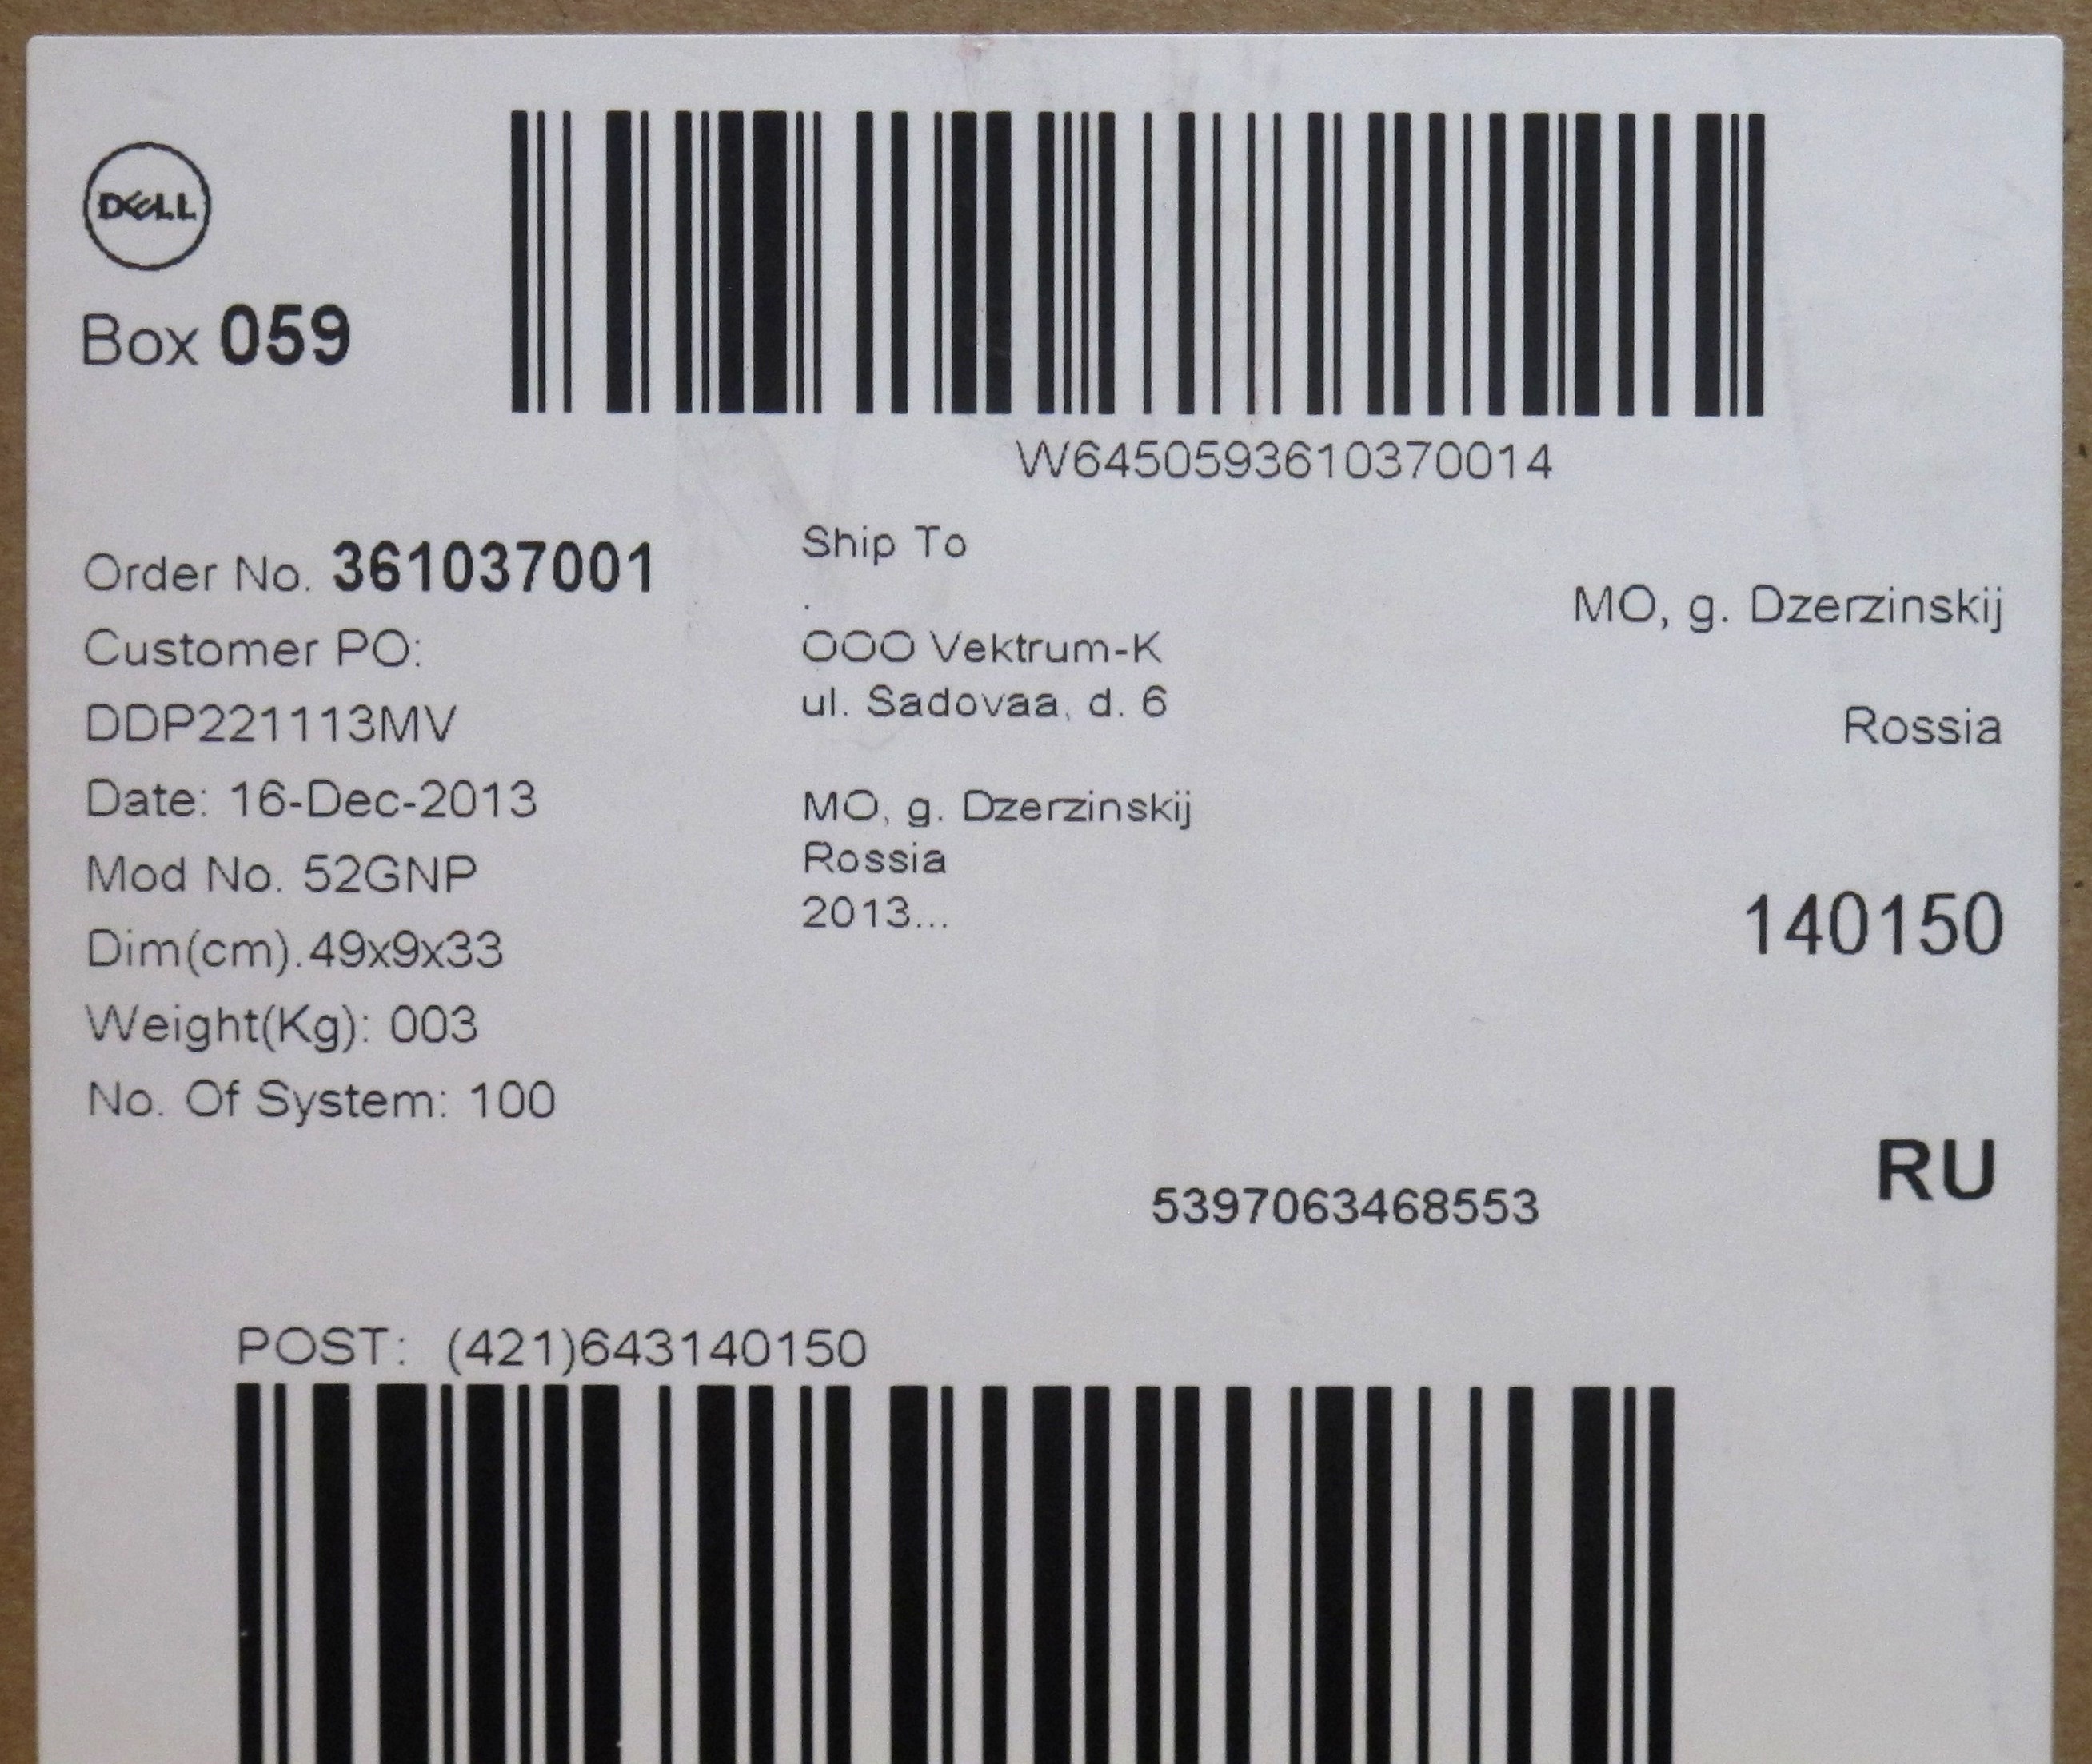 DELL
Box 059
W6450593610370014
Order No. 361037001
Customer PO:
DDP221113MV
Date: 16-Dec-2013
Mod No. 52GNP
Dim(cm).49x9x33
Weight(Kg): 003
No. Of System: 100
Ship To
.
OOO Vektrum-K
ul. Sadovaa, d. 6
MO, g. Dzerzinskij
Rossia
2013...
MO, g. Dzerzinskij
Rossia
140150
RU
5397063468553
POST: (421)643140150